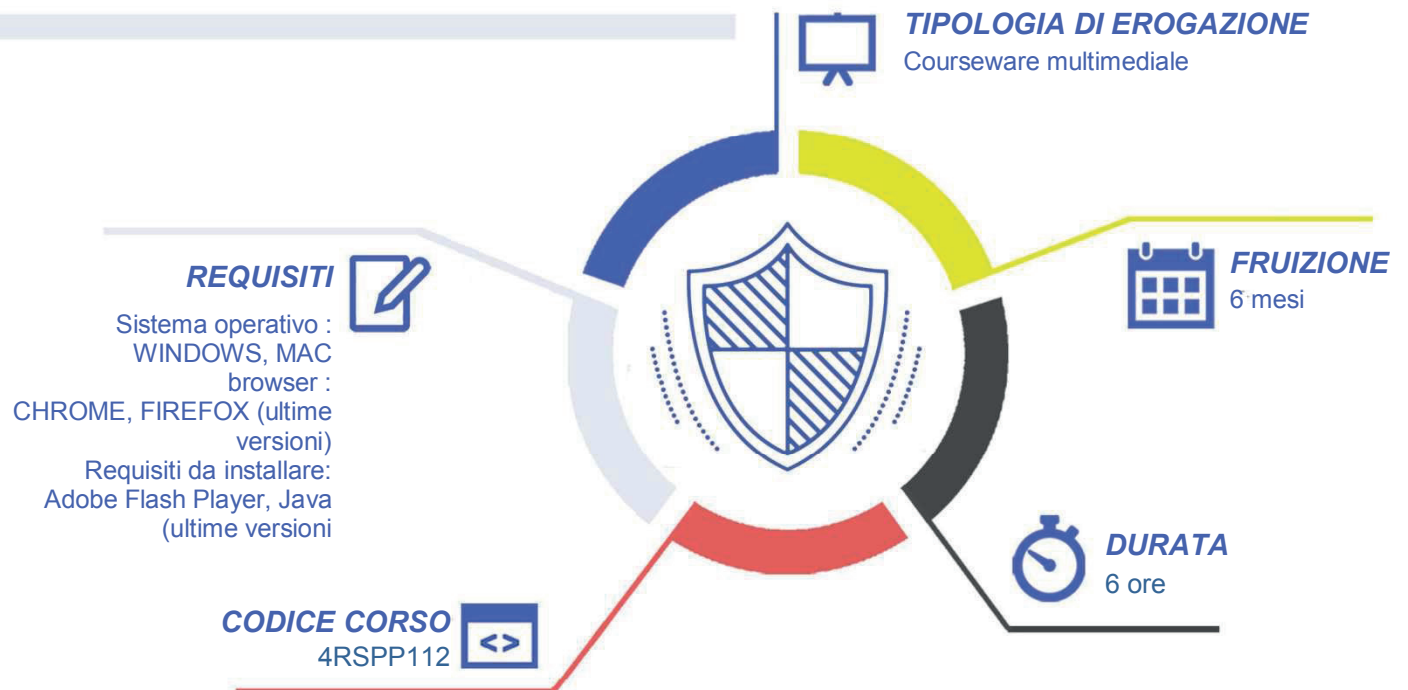 TIPOLOGIA DI EROGAZIONE
Courseware multimediale
REQUISITI
Sistema operativo :
WINDOWS, MAC
browser :
CHROME, FIREFOX (ultime
versioni)
Requisiti da installare:
Adobe Flash Player, Java
(ultime versioni
FRUIZIONE
6 mesi
DURATA
6 ore
CODICE CORSO
4RSPP112